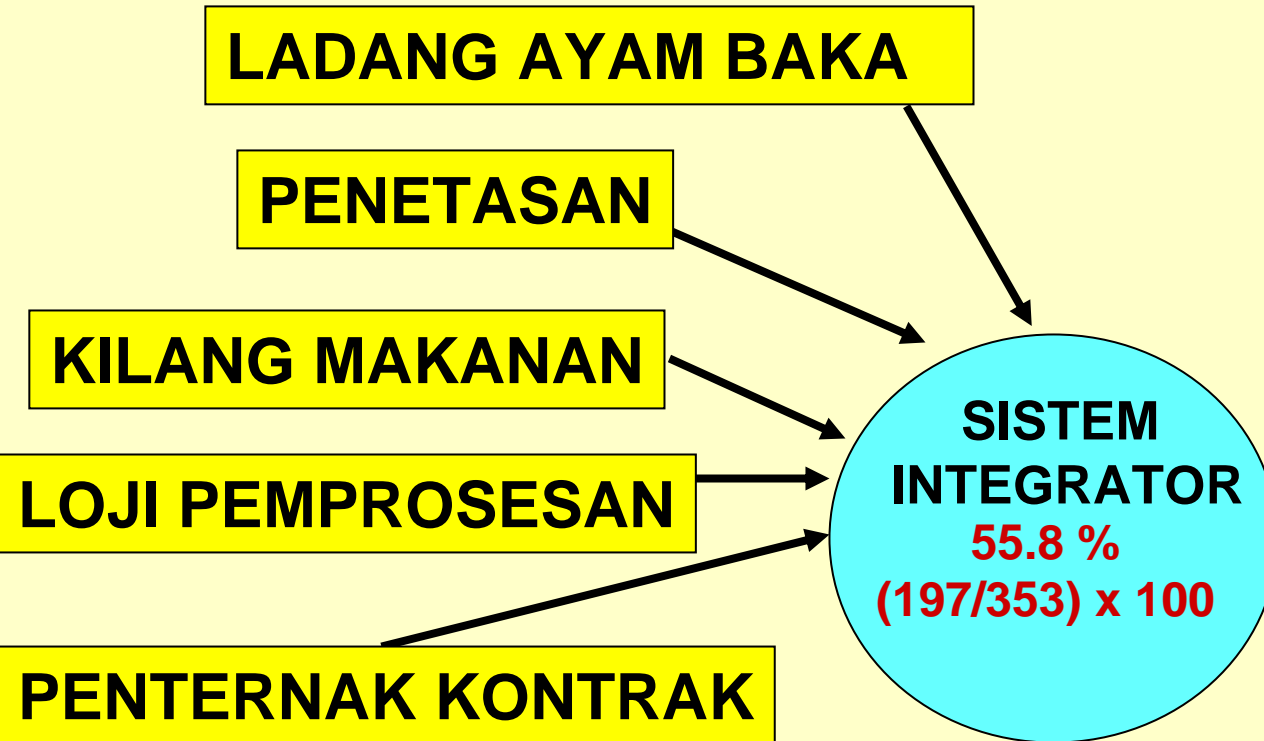 LADANG AYAM BAKA
PENETASAN
KILANG MAKANAN
LOJI PEMPROSESAN
PENTERNAK KONTRAK
SISTEM
INTEGRATOR
55.8 %
(197/353) x 100